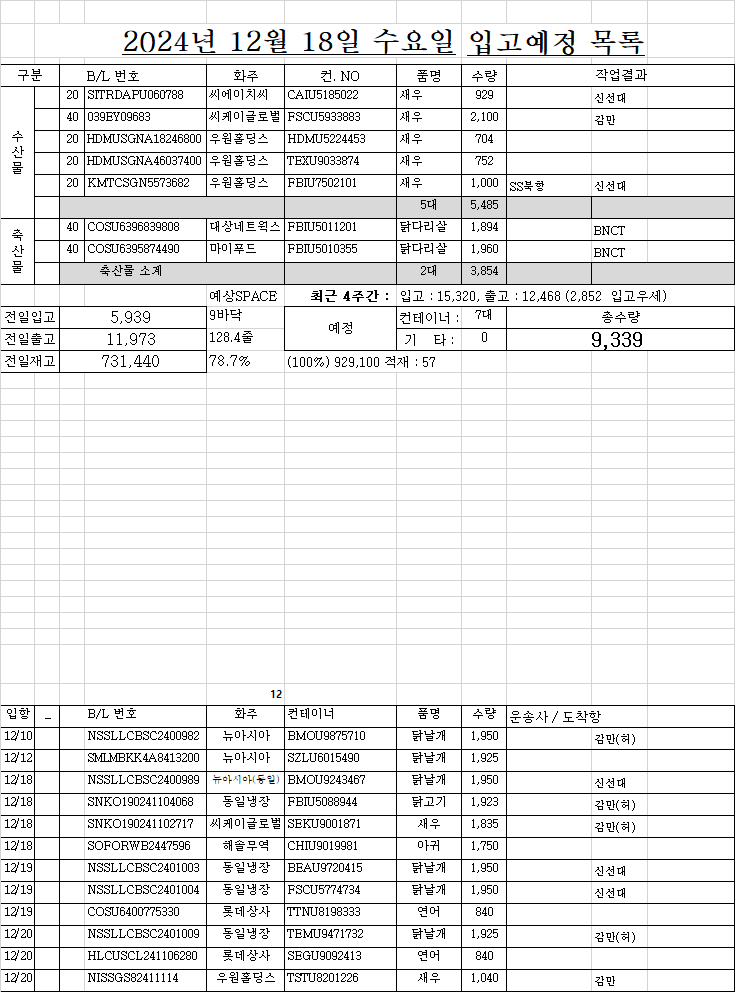 2024년 12월 18일 수요일 입고예정 목록
구분 B/L 번호 화주 컨. NO 품명 수량 작업결과
수산물
20 SITRDAPU060788 씨에이치씨 CAIU5185022 새우 929 신선대
40 039EY09683 씨케이글로벌 FSCU5933883 새우 2,100 감만
20 HDMUSGNA18246800 우원홀딩스 HDMU5224453 새우 704
20 HDMUSGNA46037400 우원홀딩스 TEXU9033874 새우 752
20 KMTCSGN5573682 우원홀딩스 FBIU7502101 새우 1,000 SS북항 신선대
5대 5,485
축산물
40 COSU6396839808 대상네트웍스 FBIU5011201 닭다리살 1,894 BNCT
40 COSU6395874490 마이푸드 FBIU5010355 닭다리살 1,960 BNCT
축산물 소계 2대 3,854
예상SPACE 최근 4주간 : 입고 : 15,320, 출고 : 12,468 (2,852 입고우세)
전일입고 5,939 9바닥 예정 컨테이너 : 7대 총수량
전일출고 11,973 128.4줄 기 타 : 0 9,339
전일재고 731,440 78.7% (100%) 929,100 적재 : 57
12
입항 _ B/L 번호 화주 컨테이너 품명 수량 운송사 / 도착항
12/10 NSSLLCBSC2400982 뉴아시아 BMOU9875710 닭날개 1,950 감만(허)
12/12 SMLMBKK4A8413200 뉴아시아 SZLU6015490 닭날개 1,925
12/18 NSSLLCBSC2400989 뉴아시아(동일) BMOU9243467 닭날개 1,950 신선대
12/18 SNKO190241104068 동일냉장 FBIU5088944 닭고기 1,923 감만(허)
12/18 SNKO190241102717 씨케이글로벌 SEKU9001871 새우 1,835 감만(허)
12/18 SOFORWB2447596 해솔무역 CHIU9019981 아귀 1,750
12/19 NSSLLCBSC2401003 동일냉장 BEAU9720415 닭날개 1,950 신선대
12/19 NSSLLCBSC2401004 동일냉장 FSCU5774734 닭날개 1,950 신선대
12/19 COSU6400775330 롯데상사 TTNU8198333 연어 840
12/20 NSSLLCBSC2401009 동일냉장 TEMU9471732 닭날개 1,925 감만(허)
12/20 HLCUSCL241106280 롯데상사 SEGU9092413 연어 840
12/20 NISSGS82411114 우원홀딩스 TSTU8201226 새우 1,040 감만